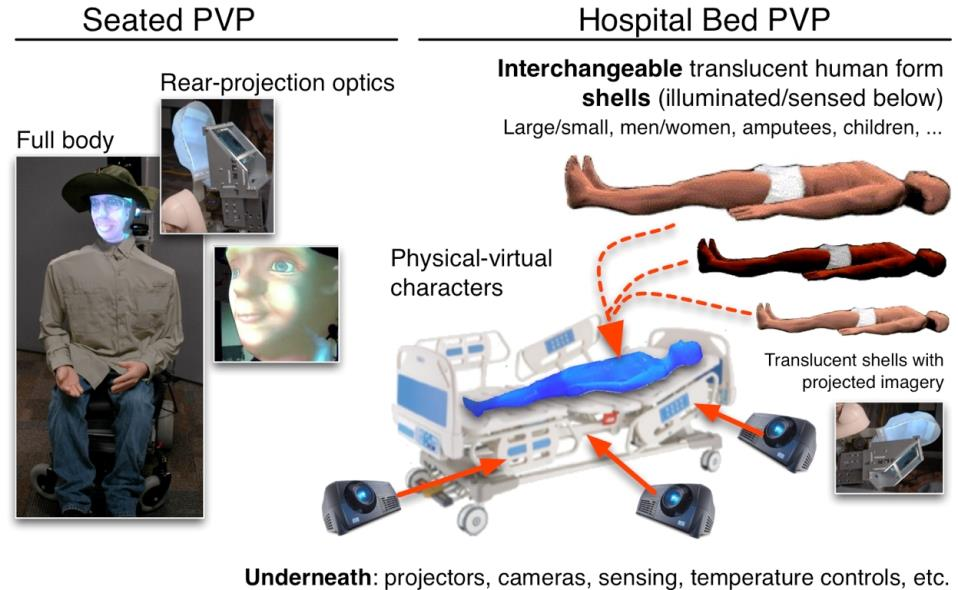 Seated PVP
Hospital Bed PVP
Rear-projection optics
Full body
Interchangeable translucent human form
shells (illuminated/sensed below)
Large/small, men/women, amputees, children, ...
Physical-virtual
characters
Translucent shells with
projected imagery
Underneath: projectors, cameras, sensing, temperature controls, etc.